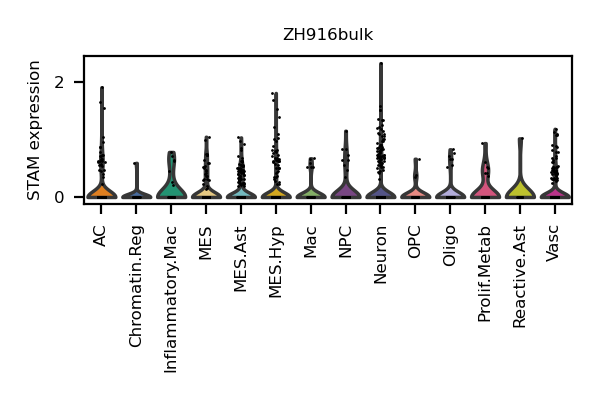 ZH916bulk
STAM expression
2
0
AC
Chromatin.Reg
Inflammatory.Mac
MES
MES.Ast
MES.Hyp
Mac
NPC
Neuron
OPC
Oligo
Prolif.Metab
Reactive.Ast
Vasc